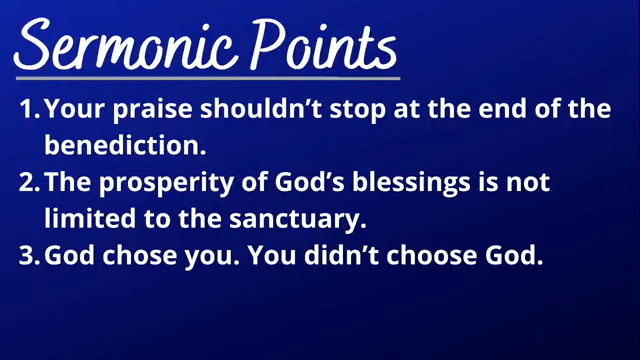 Sermonic Points
1. Your praise shouldn’t stop at the end of the
benediction.
2. The prosperity of God’s blessings is not
limited to the sanctuary.
3. God chose you. You didn’t choose God.